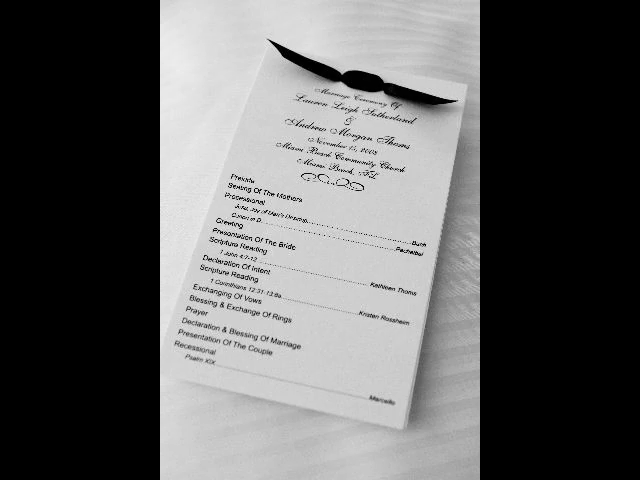 Marriage Ceremony Of
Lauren Leigh Sutherland
&
Andrew Morgan Thoms
November 15, 2008
Miami Beach Community Church
Miami Beach, FL
Prelude
Seating Of The Mothers
Processional
Jesu, Joy of Man's Desiring..........Bach
Canon in D..........Pachelbel
Greeting
Presentation Of The Bride
Scripture Reading
1 John 4:7-12..........Kathleen Thoms
Declaration Of Intent
Scripture Reading
1 Corinthians 12:31-13:8a..........Kristen Rossheim
Exchanging Of Vows
Blessing & Exchange Of Rings
Prayer
Declaration & Blessing Of Marriage
Presentation Of The Couple
Recessional
Psalm XIX..........Marcello